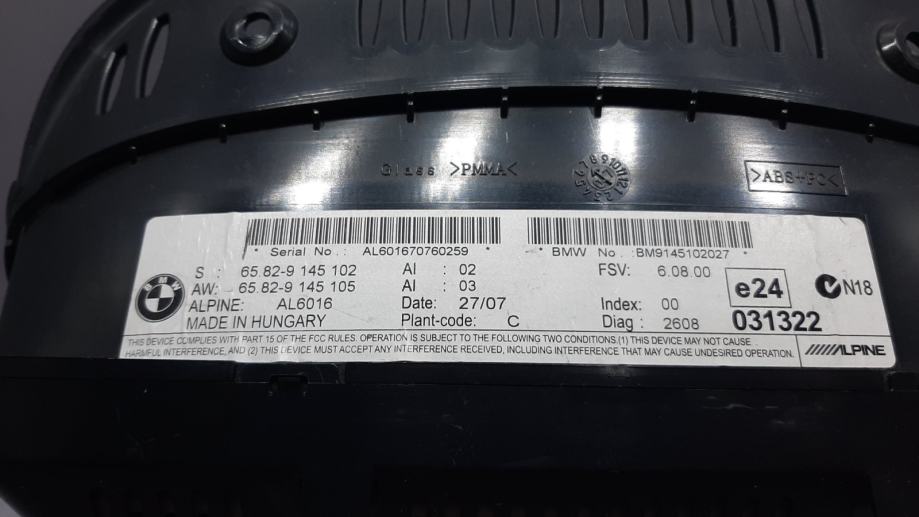 Glass >PMMA<
>ABS+PC<
* Serial No.: AL601670760259 *
* BMW No: BM9145102027 *
S : 65.82-9 145 102 AI : 02 FSV: 6.08.00
AW: 65.82-9 145 105 AI : 03 e24 N18
ALPINE: AL6016 Date: 27/07 Index: 00
MADE IN HUNGARY Plant-code: C Diag: 2608 031322
BMW
THIS DEVICE COMPLIES WITH PART 15 OF THE FCC RULES. OPERATION IS SUBJECT TO THE FOLLOWING TWO CONDITIONS.(1) THIS DEVICE MAY NOT CAUSE
HARMFUL INTERFERENCE, AND (2) THIS DEVICE MUST ACCEPT ANY INTERFERENCE RECEIVED, INCLUDING INTERFERENCE THAT MAY CAUSE UNDESIRED OPERATION.
ALPINE